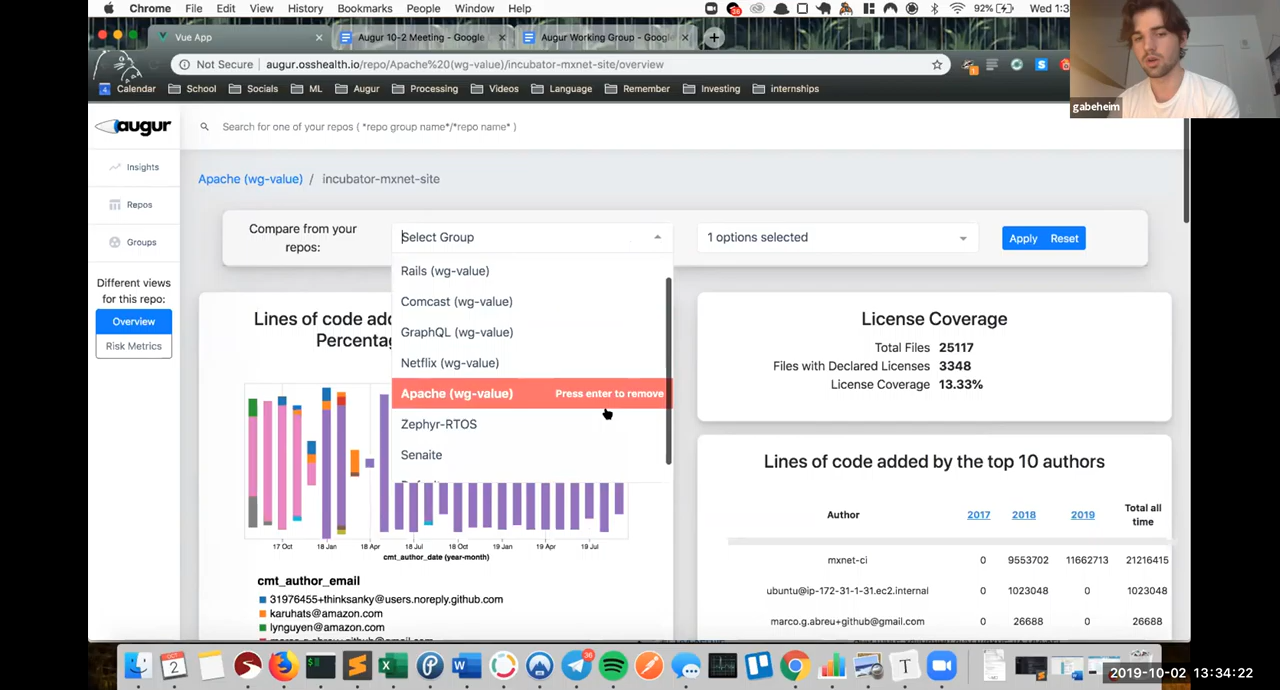 Chrome File Edit View History Bookmarks People Window Help 36 92% Wed 1:3
Vue App Augur 10-2 Meeting - Google Augur Working Group - Googl
Not Secure | augur.osshealth.io/repo/Apache%20(wg-value)/incubator-mxnet-site/overview
Calendar School Socials ML Augur Processing Videos Language Remember Investing internships
gabeheim
augur
Search for one of your repos ( *repo group name*/*repo name* )
Insights
Repos
Groups
Different views
for this repo:
Overview
Risk Metrics
Apache (wg-value) / incubator-mxnet-site
Compare from your
repos:
Select Group
1 options selected
Apply Reset
Rails (wg-value)
Comcast (wg-value)
GraphQL (wg-value)
Netflix (wg-value)
Apache (wg-value) Press enter to remove
Zephyr-RTOS
Senaite
Lines of code add
Percenta
17 Oct 18 Jan 18 Apr 18 Jul 18 Oct 19 Jan 19 Apr 19 Jul
cmt_author_date (year-month)
cmt_author_email
31976455+thinksanky@users.noreply.github.com
karuhats@amazon.com
lynguyen@amazon.com
License Coverage
Total Files 25117
Files with Declared Licenses 3348
License Coverage 13.33%
Lines of code added by the top 10 authors
Author 2017 2018 2019 Total all
time
mxnet-ci 0 9553702 11662713 21216415
ubuntu@ip-172-31-1-31.ec2.internal 0 1023048 0 1023048
marco.g.abreu+github@gmail.com 0 26688 0 26688
OCT
2
36
2019-10-02 13:34:22